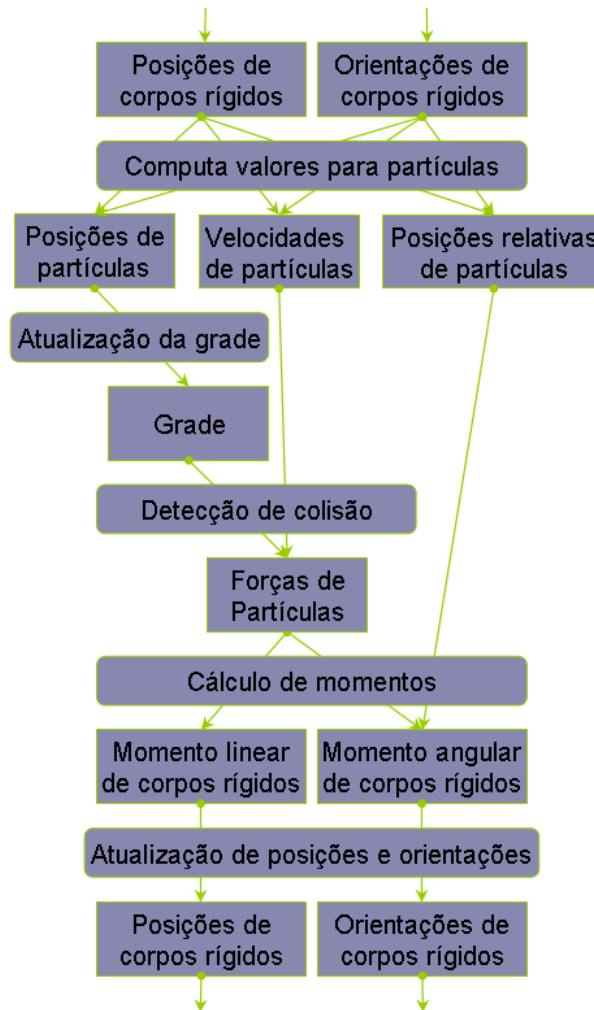 Posições de
corpos rígidos
Orientações de
corpos rígidos
Computa valores para partículas
Posições de
partículas
Velocidades
de partículas
Posições relativas
de partículas
Atualização da grade
Grade
Detecção de colisão
Forças de
Partículas
Cálculo de momentos
Momento linear
de corpos rígidos
Momento angular
de corpos rígidos
Atualização de posições e orientações
Posições de
corpos rígidos
Orientações de
corpos rígidos